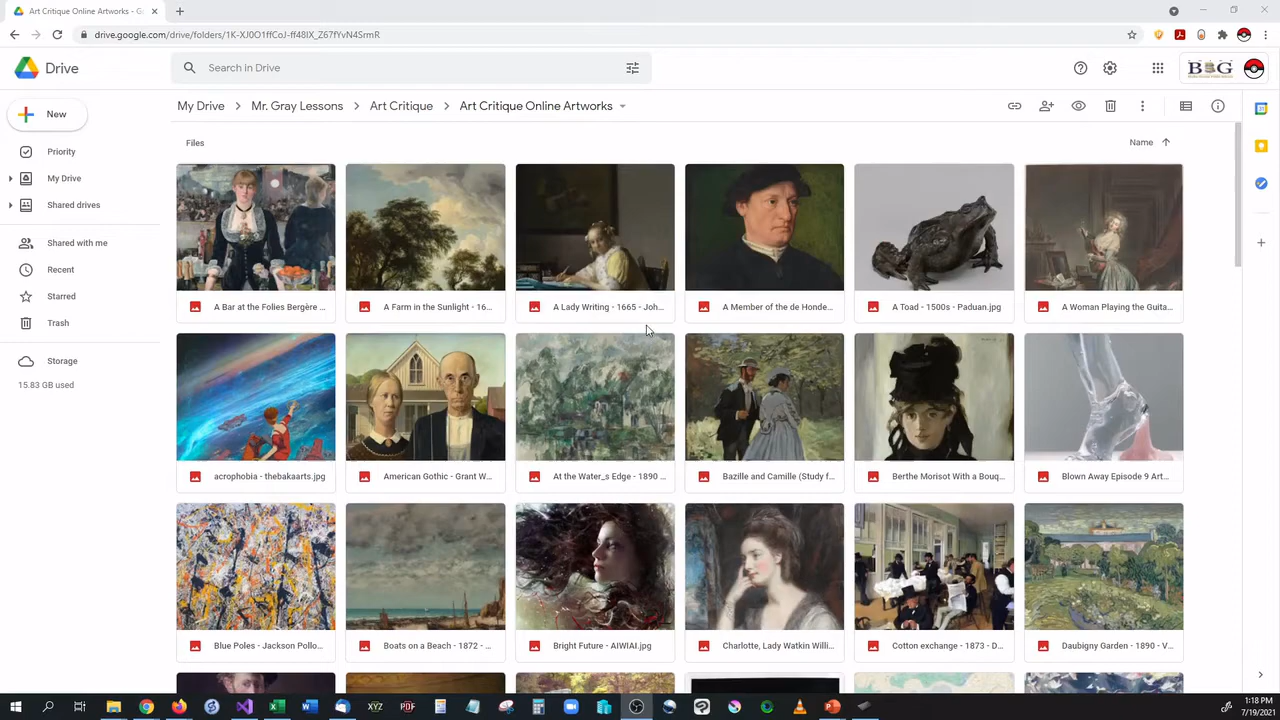 Art Critique Online Artworks - G
drive.google.com/drive/folders/1K-XJ0O1ffCoJ-ff48IX_Z67fYvN4SrmR
Drive
Search in Drive
BSG
New
My Drive
Mr. Gray Lessons
Art Critique
Art Critique Online Artworks
Priority
My Drive
Shared drives
Shared with me
Recent
Starred
Trash
Storage
15.83 GB used
Files
Name
A Bar at the Folies Bergère ...
A Farm in the Sunlight - 16...
A Lady Writing - 1665 - Joh...
A Member of the de Honde...
A Toad - 1500s - Paduan.jpg
A Woman Playing the Guita...
acrophobia - thebakaarts.jpg
American Gothic - Grant W...
At the Water_s Edge - 1890 ...
Bazille and Camille (Study f...
Berthe Morisot With a Bouq...
Blown Away Episode 9 Art...
Blue Poles - Jackson Pollo...
Boats on a Beach - 1872 - ...
Bright Future - AIWIAI.jpg
Charlotte, Lady Watkin Willi...
Cotton exchange - 1873 - D...
Daubigny Garden - 1890 - V...
XYZ
PDF
1:18 PM
7/19/2021